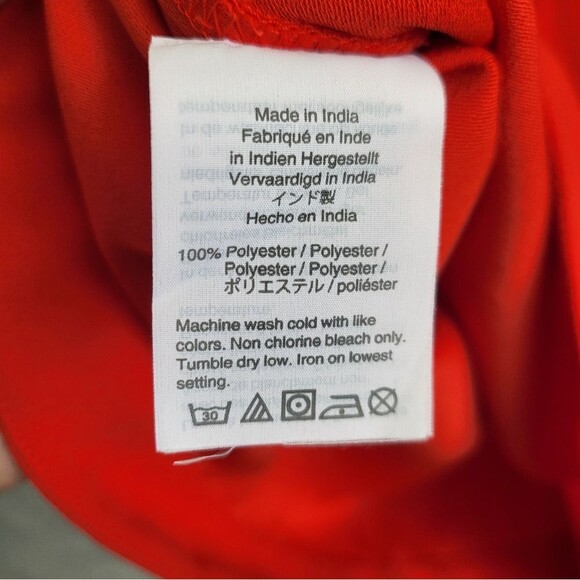 Made in India
Fabriqué en Inde
in Indien Hergestellt
Vervaardigd in India
インド製
Hecho en India
100% Polyester / Polyester /
Polyester / Polyester /
ポリエステル / poliéster
Machine wash cold with like
colors. Non chlorine bleach only.
Tumble dry low. Iron on lowest
setting.
30